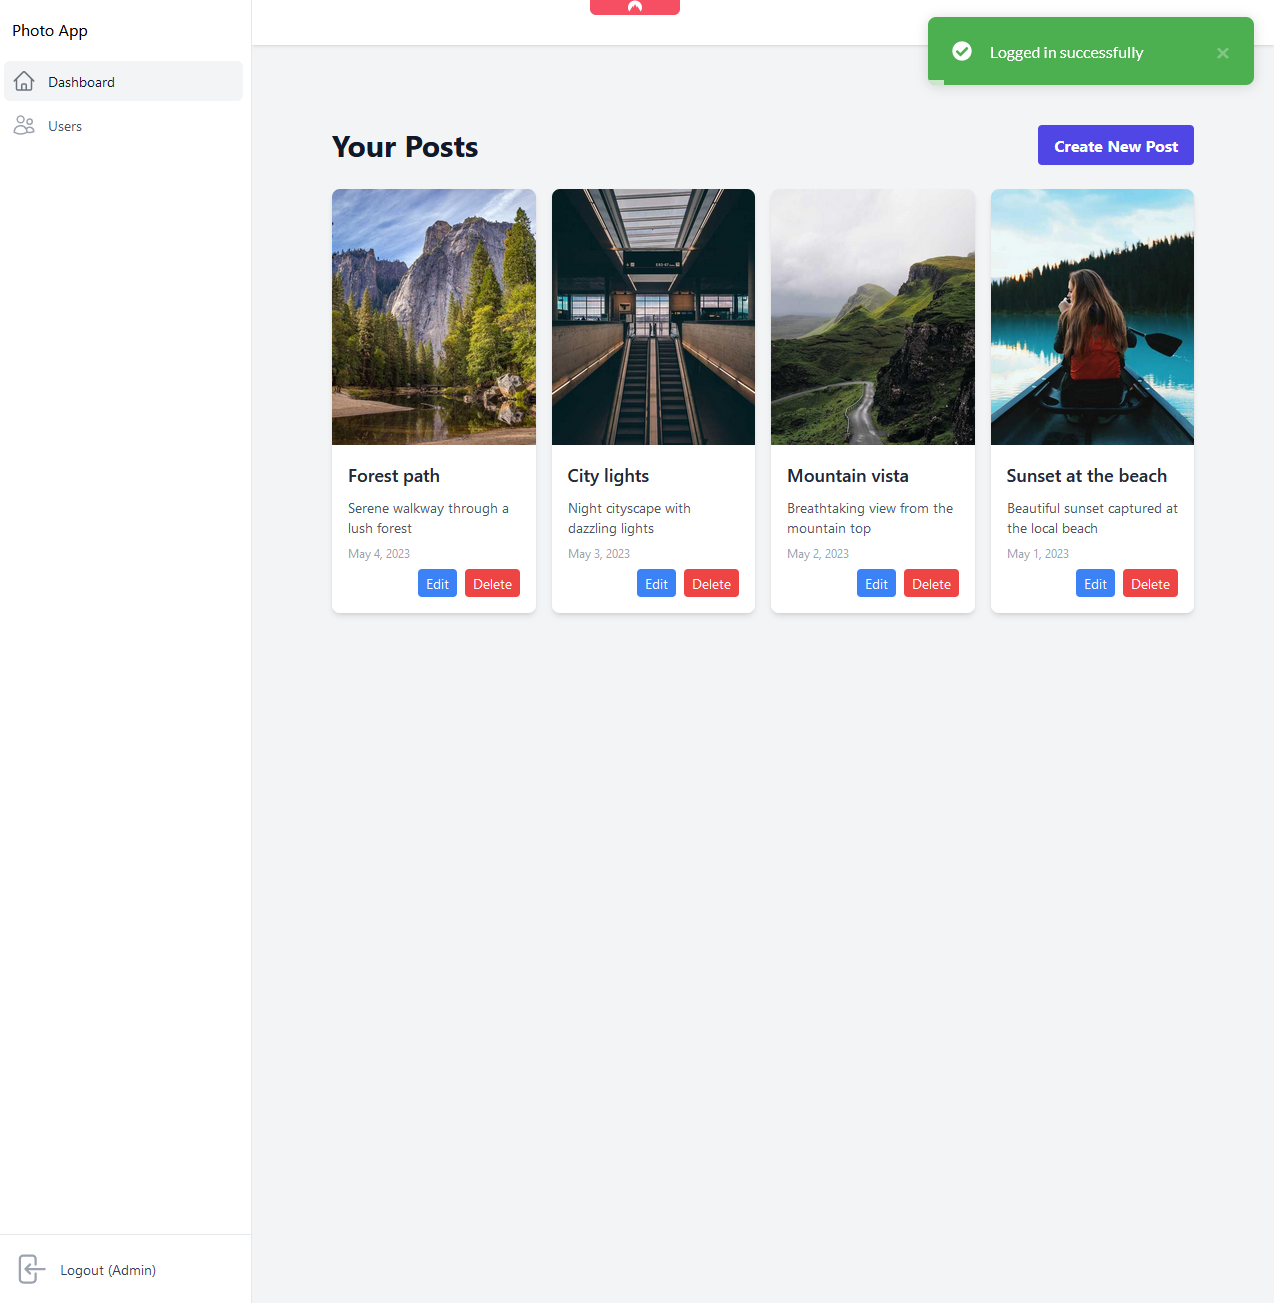 Photo App
Dashboard
Users
Logged in successfully
Your Posts
Create New Post
Forest path
Serene walkway through a
lush forest
May 4, 2023
Edit
Delete
City lights
Night cityscape with
dazzling lights
May 3, 2023
Edit
Delete
Mountain vista
Breathtaking view from the
mountain top
May 2, 2023
Edit
Delete
Sunset at the beach
Beautiful sunset captured at
the local beach
May 1, 2023
Edit
Delete
Logout (Admin)